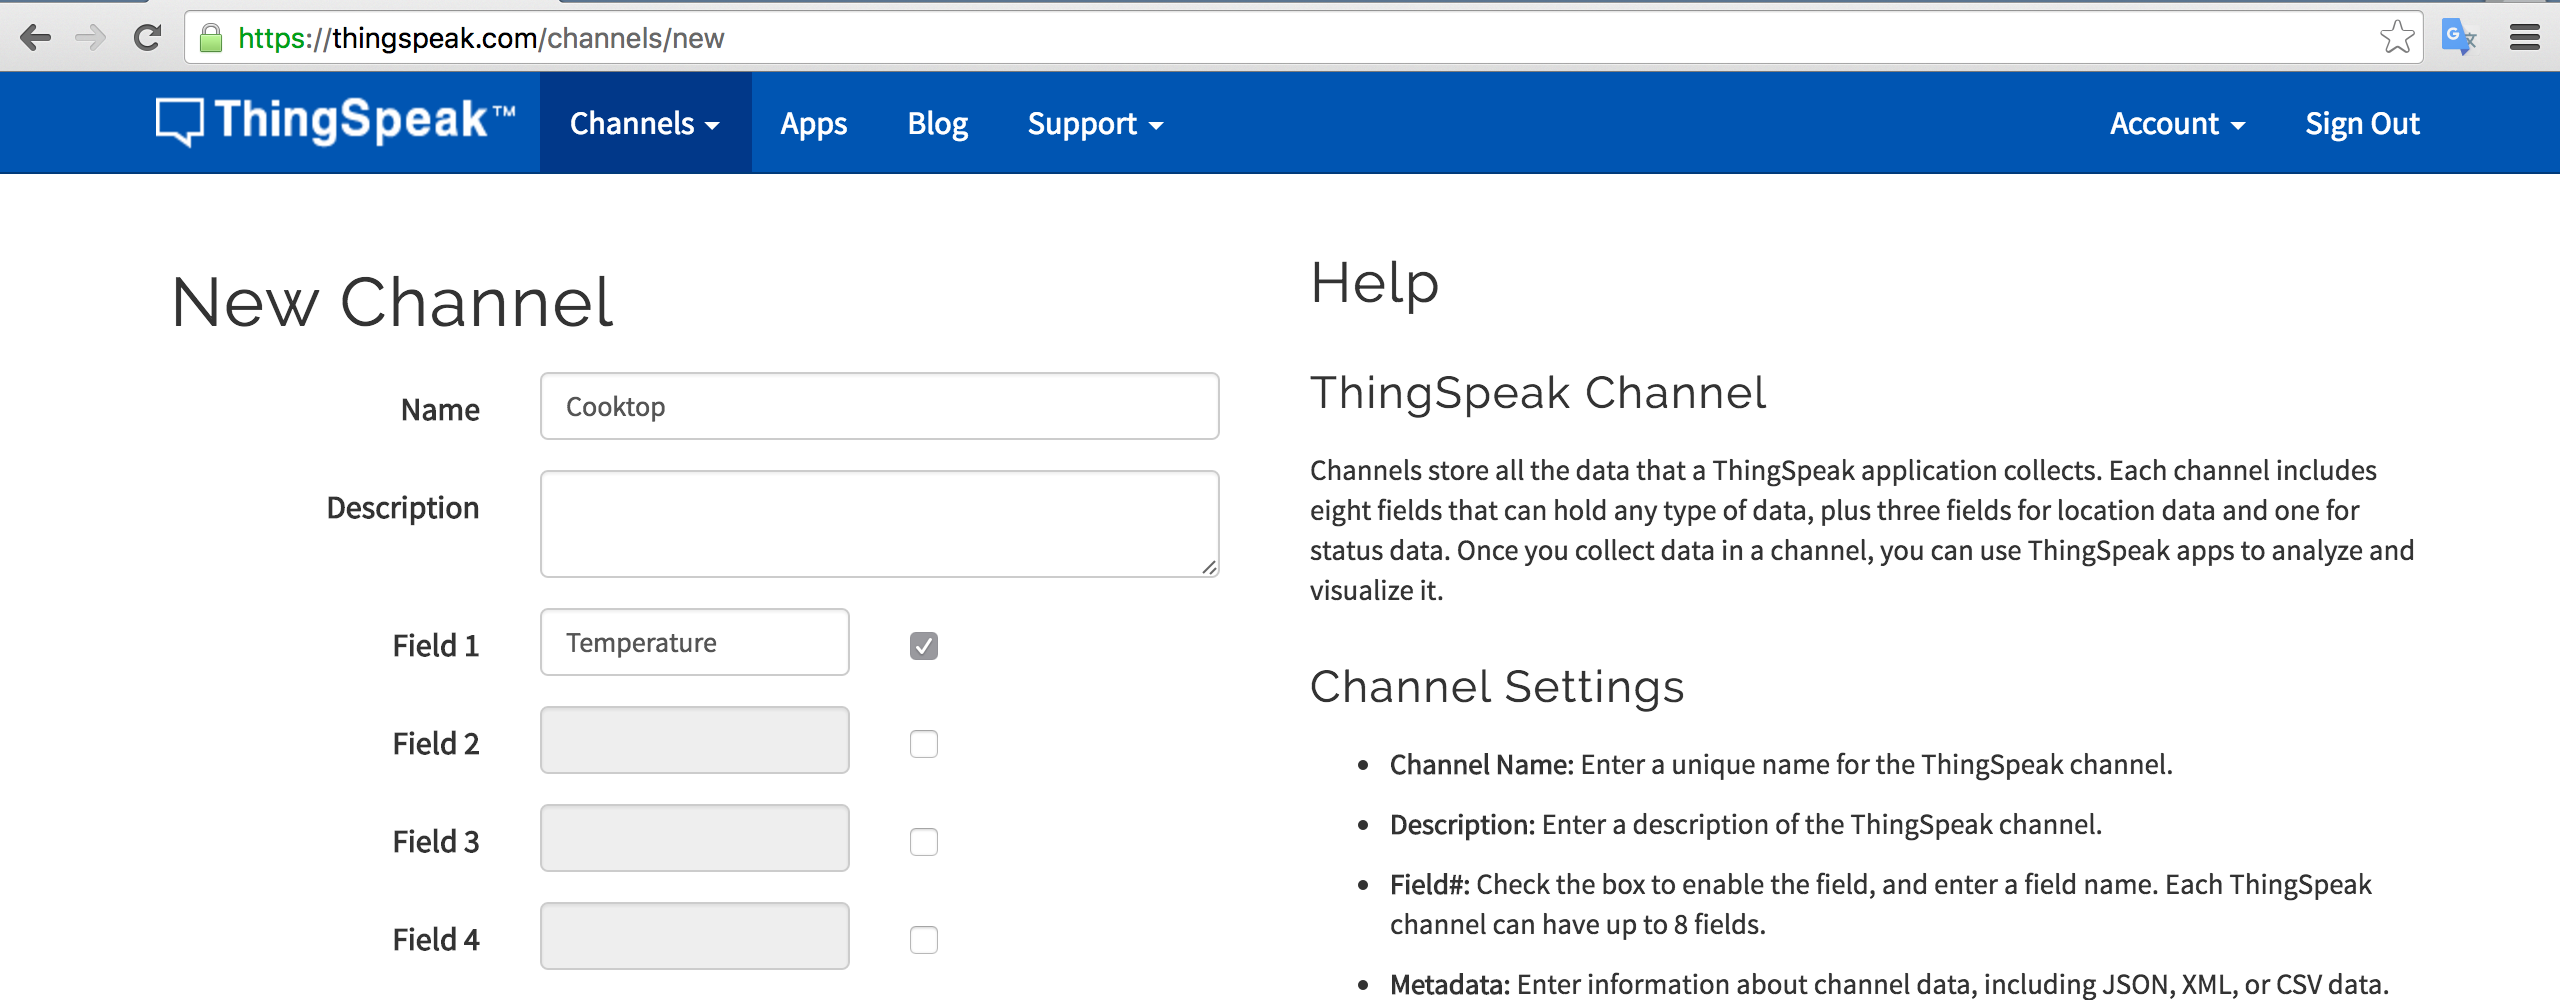 https://thingspeak.com/channels/new
ThingSpeak™ Channels Apps Blog Support Account Sign Out
New Channel
Name Cooktop
Description
Field 1 Temperature
Field 2
Field 3
Field 4
Help
ThingSpeak Channel
Channels store all the data that a ThingSpeak application collects. Each channel includes
eight fields that can hold any type of data, plus three fields for location data and one for
status data. Once you collect data in a channel, you can use ThingSpeak apps to analyze and
visualize it.
Channel Settings
• Channel Name: Enter a unique name for the ThingSpeak channel.
• Description: Enter a description of the ThingSpeak channel.
• Field#: Check the box to enable the field, and enter a field name. Each ThingSpeak
channel can have up to 8 fields.
• Metadata: Enter information about channel data, including JSON, XML, or CSV data.